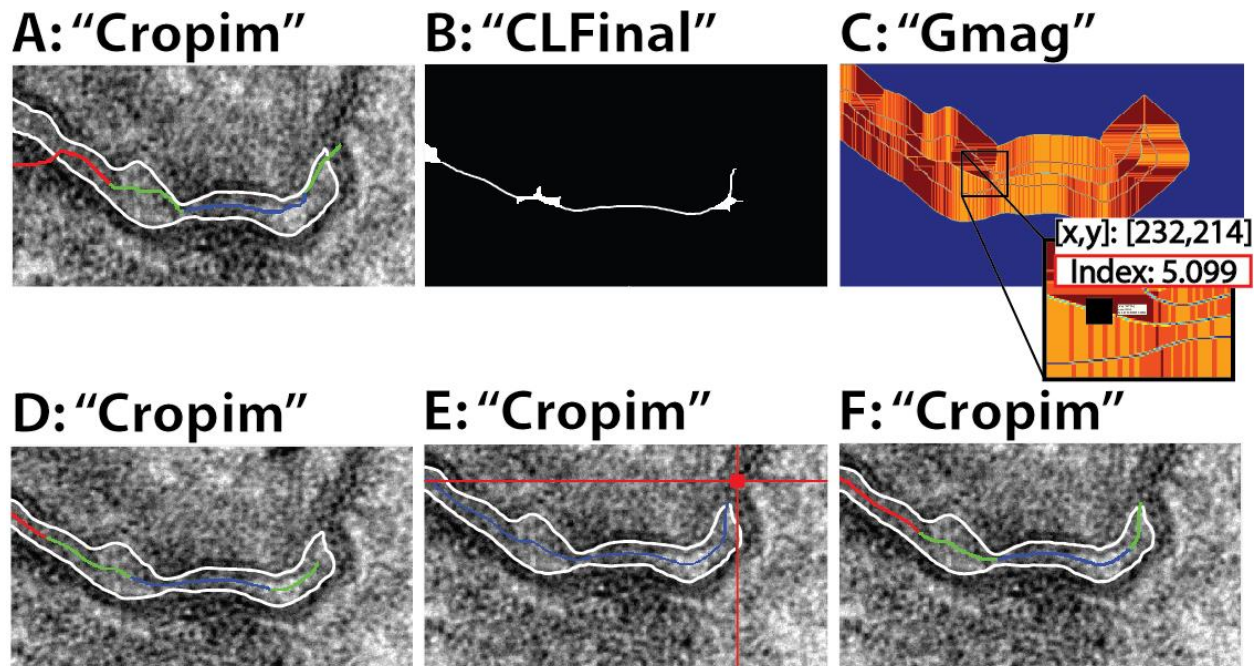 A: “Cropim”
B: “CLFinal”
C: “Gmag”
[x,y]: [232,214]
Index: 5.099
D: “Cropim”
E: “Cropim”
F: “Cropim”